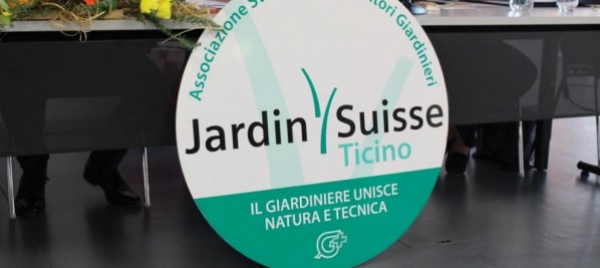 Associazione S tori Giardinieri
Jardin Suisse
Ticino
IL GIARDINIERE UNISCE
NATURA E TECNICA